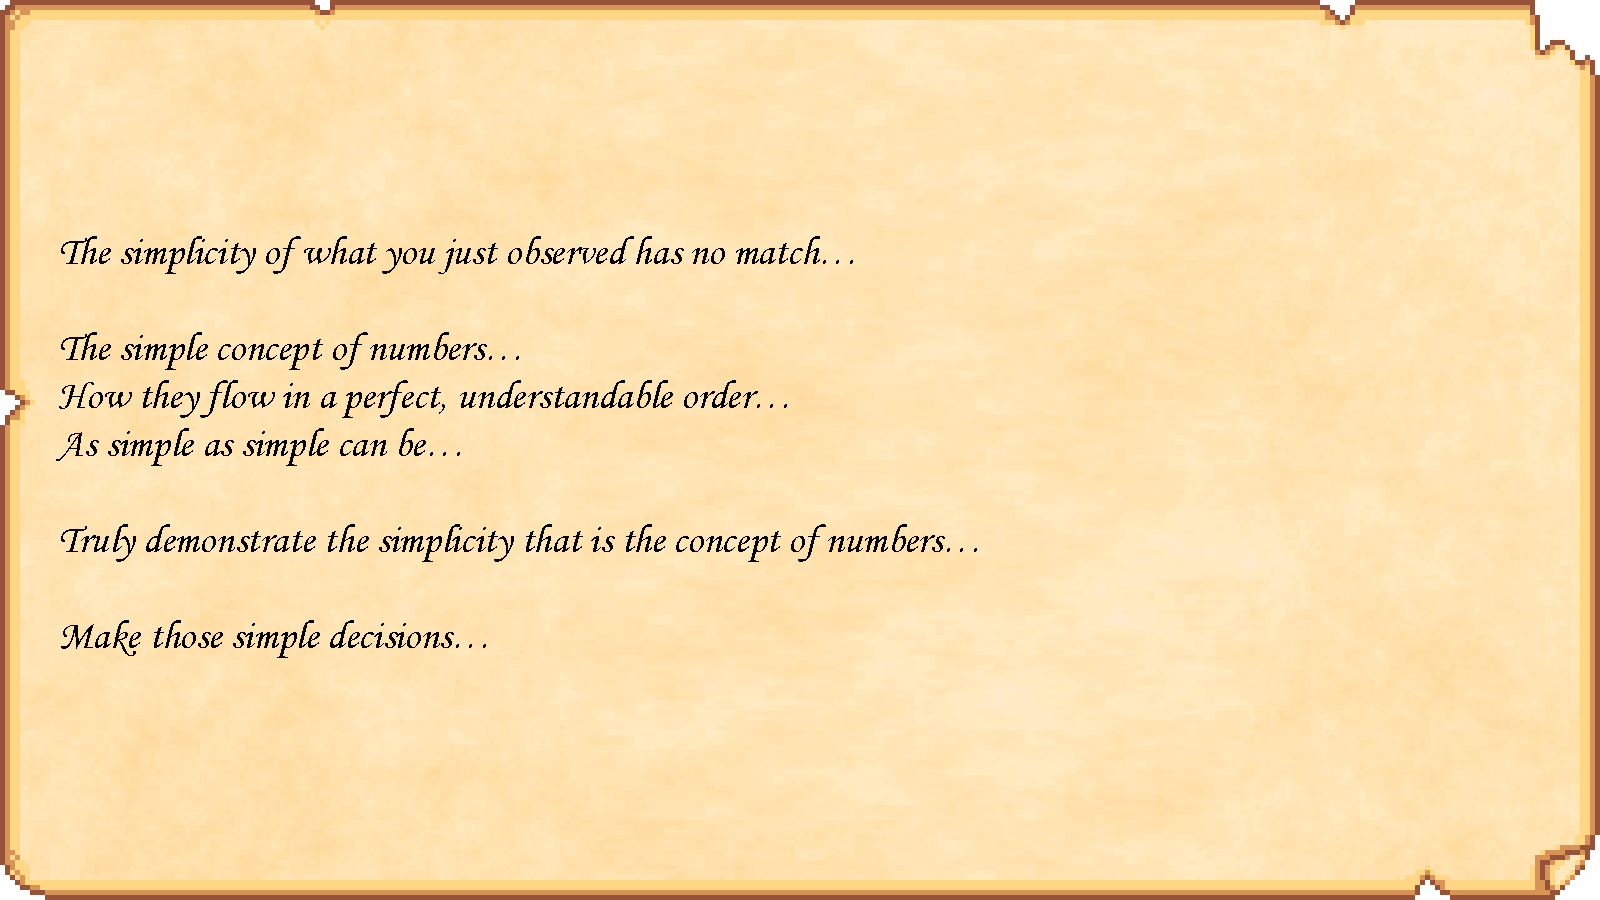 The simplicity of what you just observed has no match…
The simple concept of numbers…
How they flow in a perfect, understandable order…
As simple as simple can be…
Truly demonstrate the simplicity that is the concept of numbers…
Make those simple decisions…